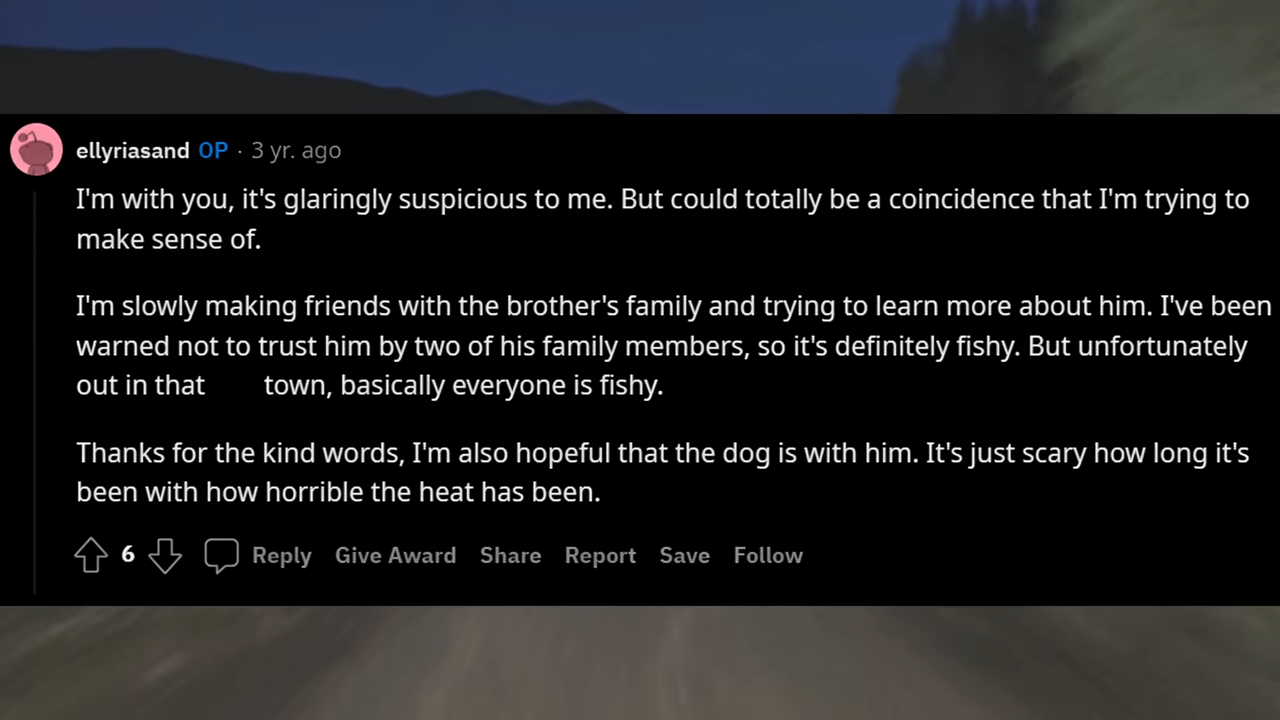 ellyriasand OP · 3 yr. ago
I'm with you, it's glaringly suspicious to me. But could totally be a coincidence that I'm trying to
make sense of.
I'm slowly making friends with the brother's family and trying to learn more about him. I've been
warned not to trust him by two of his family members, so it's definitely fishy. But unfortunately
out in that town, basically everyone is fishy.
Thanks for the kind words, I'm also hopeful that the dog is with him. It's just scary how long it's
been with how horrible the heat has been.
6 Reply Give Award Share Report Save Follow